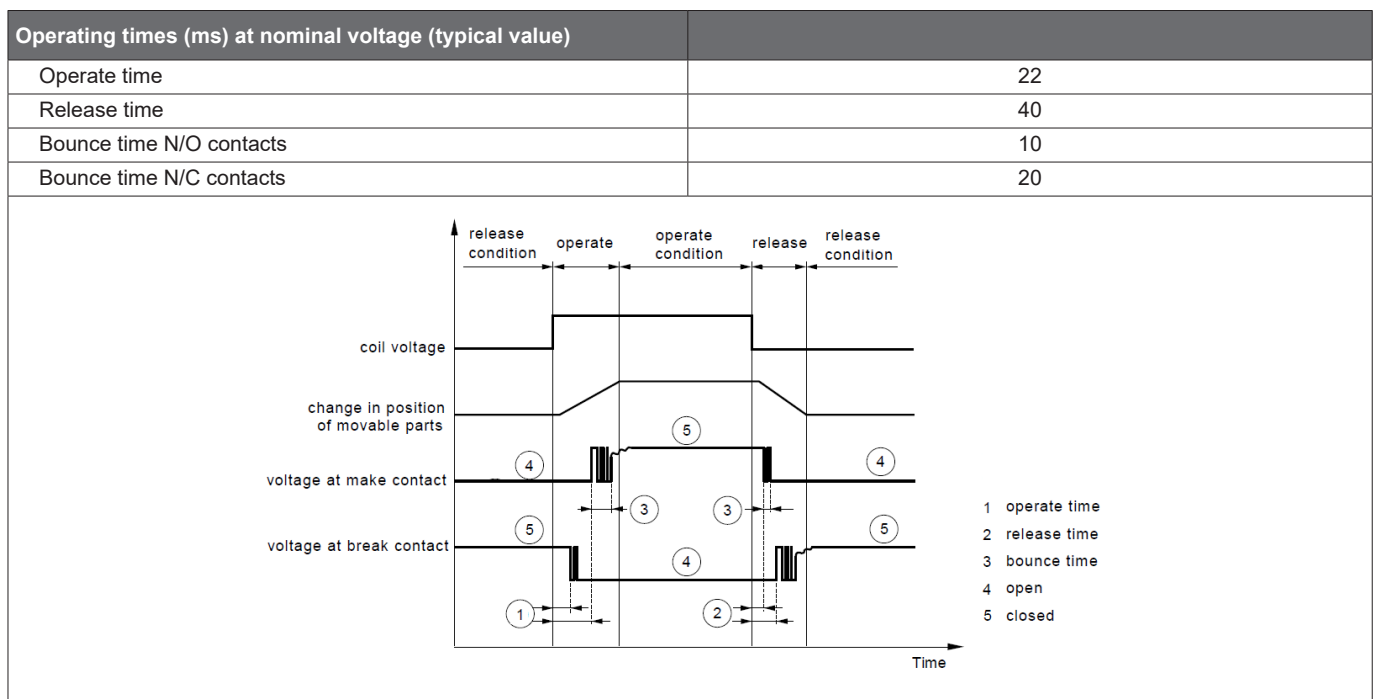 Operating times (ms) at nominal voltage (typical value)
Operate time 22
Release time 40
Bounce time N/O contacts 10
Bounce time N/C contacts 20
release condition
operate
operate condition
release
release condition
coil voltage
change in position
of movable parts
5
4
4
voltage at make contact
3
3
1 operate time
5
5
2 release time
voltage at break contact
4
3 bounce time
4 open
1
2
5 closed
Time